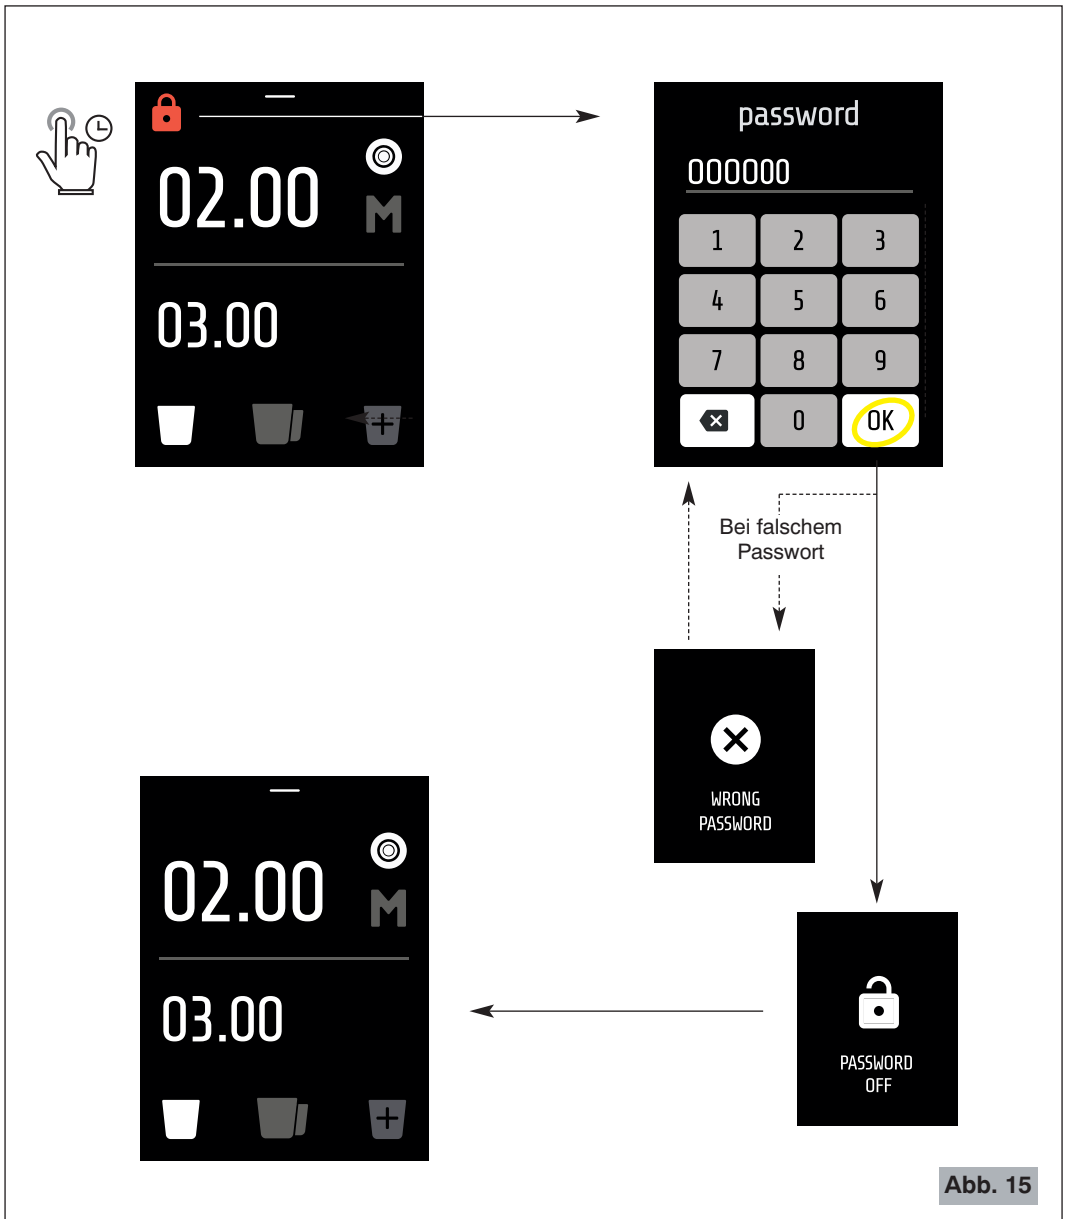 02.00
M
03.00
password
000000
1 2 3
4 5 6
7 8 9
0 OK
Bei falschem
Passwort
WRONG
PASSWORD
02.00
M
03.00
PASSWORD
OFF
Abb. 15